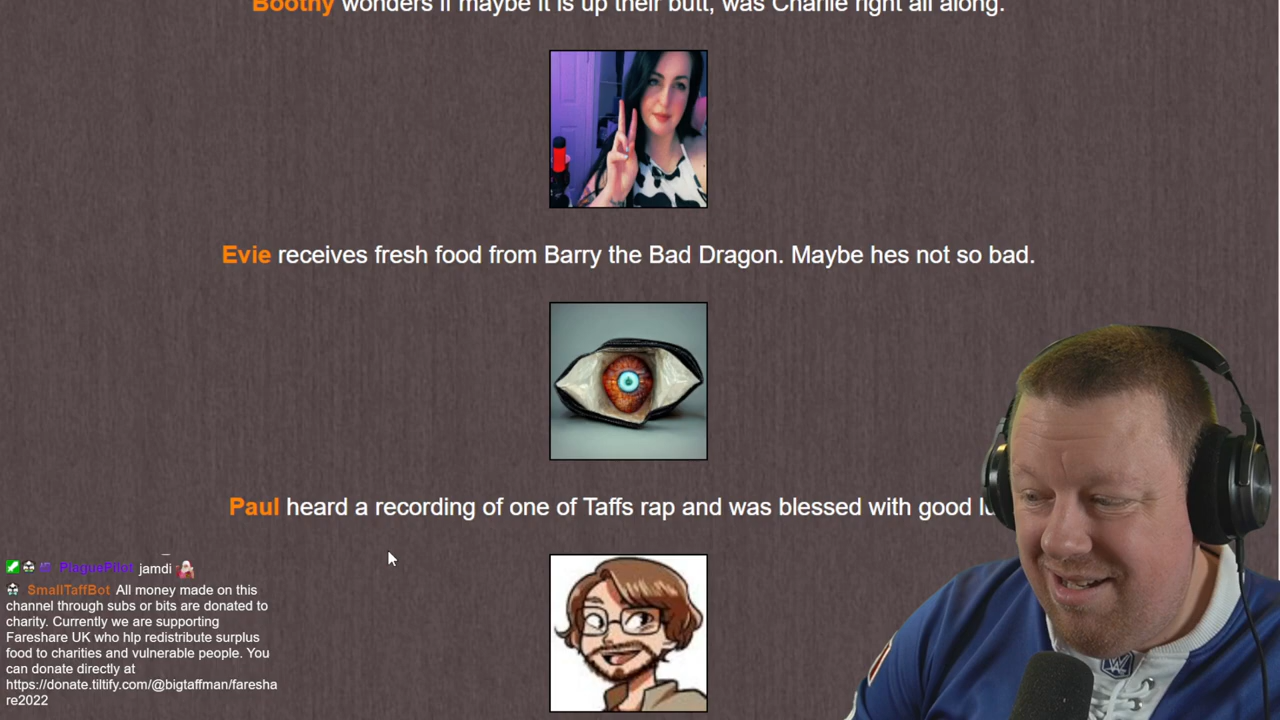 Boothy wonders if maybe it is up their butt, was Charlie right all along.
Evie receives fresh food from Barry the Bad Dragon. Maybe hes not so bad.
Paul heard a recording of one of Taffs rap and was blessed with good
PlaguePilot jamdi
SmallTaffBot All money made on this
channel through subs or bits are donated to
charity. Currently we are supporting
Fareshare UK who hlp redistribute surplus
food to charities and vulnerable people. You
can donate directly at
https://donate.tiltify.com/@bigtaffman/faresha
re2022